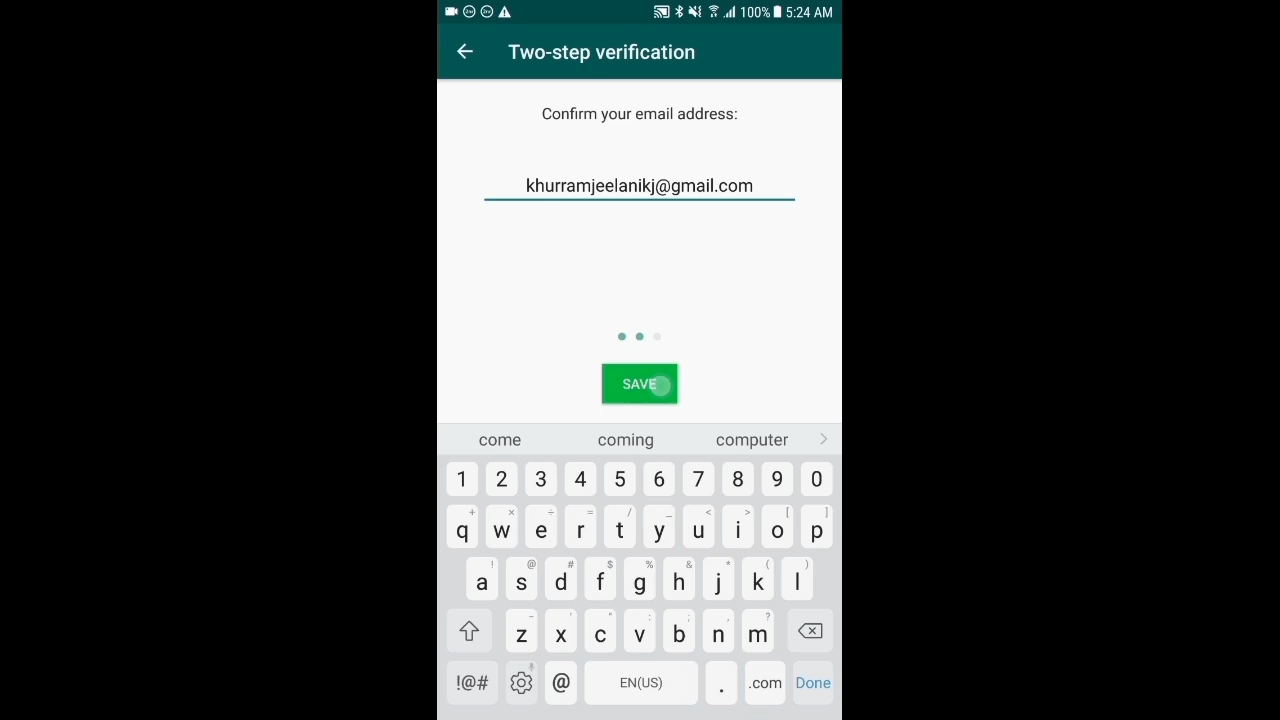 100% 5:24 AM
Two-step verification
Confirm your email address:
khurramjeelanikj@gmail.com
SAVE
come coming computer
1 2 3 4 5 6 7 8 9 0
+ × ÷ = / _ < > [ ]
q w e r t y u i o p
! @ # $ % & * ( )
a s d f g h j k l
- ' " : ; , ?
z x c v b n m
!@# @ EN(US) . .com Done